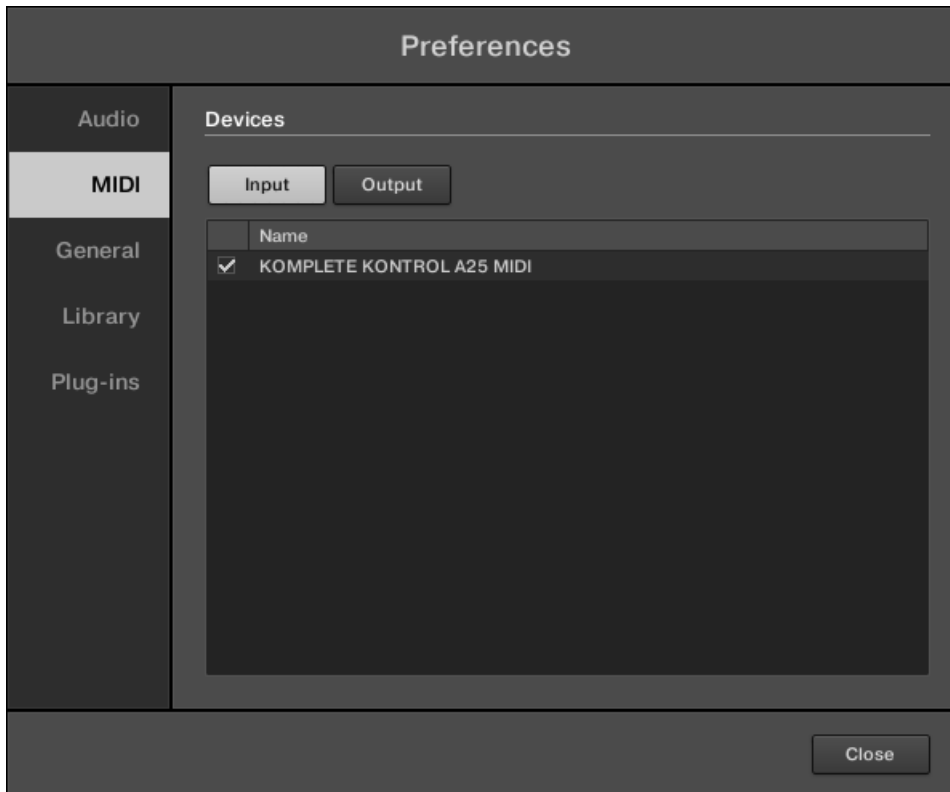 Preferences
Audio
MIDI
General
Library
Plug-ins
Devices
Input Output
Name
KOMPLETE KONTROL A25 MIDI
Close